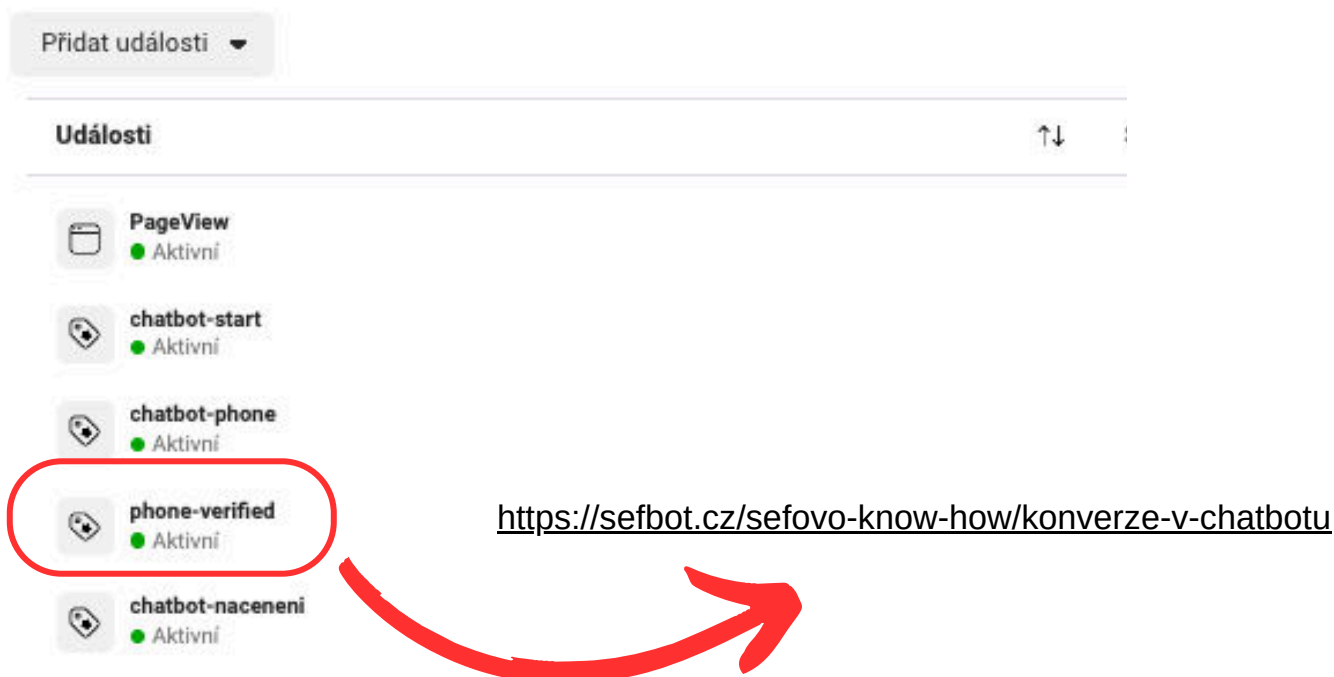 Přidat události
Události
PageView
Aktivní
chatbot-start
Aktivní
chatbot-phone
Aktivní
phone-verified
Aktivní
https://sefbot.cz/sefovo-know-how/konverze-v-chatbotu
chatbot-naceneni
Aktivní